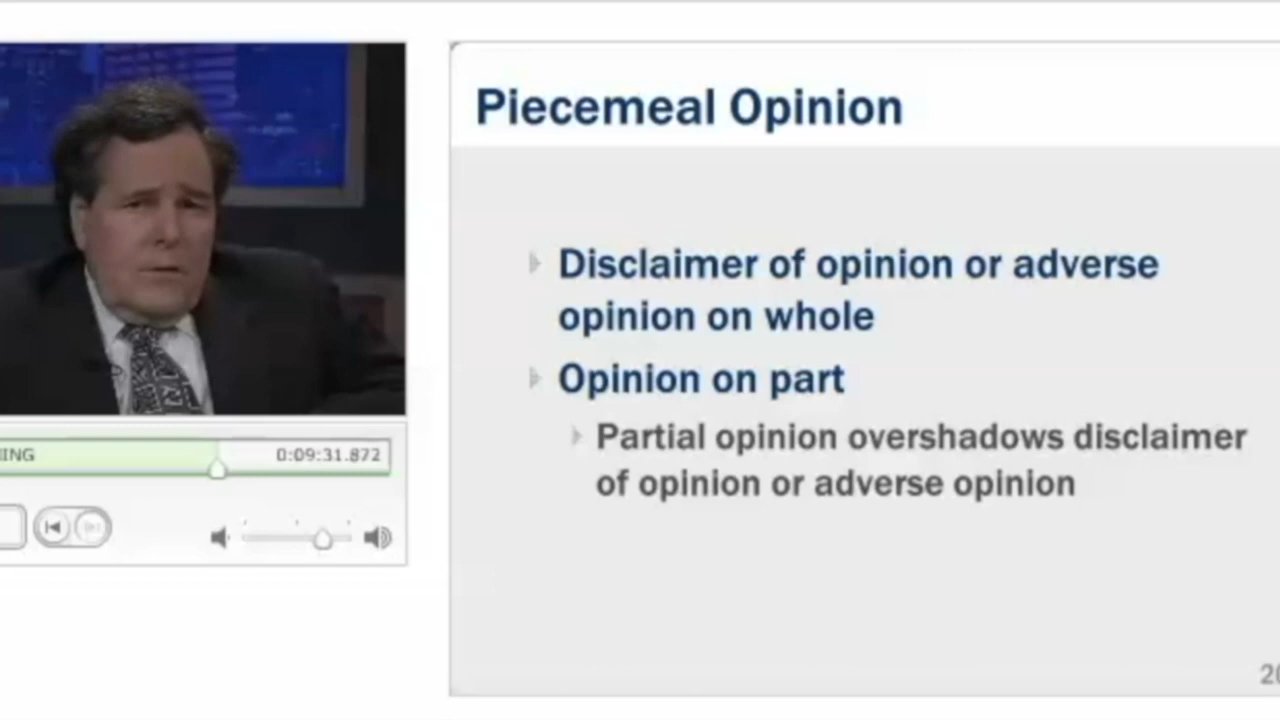 Piecemeal Opinion
Disclaimer of opinion or adverse
opinion on whole
Opinion on part
Partial opinion overshadows disclaimer
of opinion or adverse opinion
ING 0:09:31.872